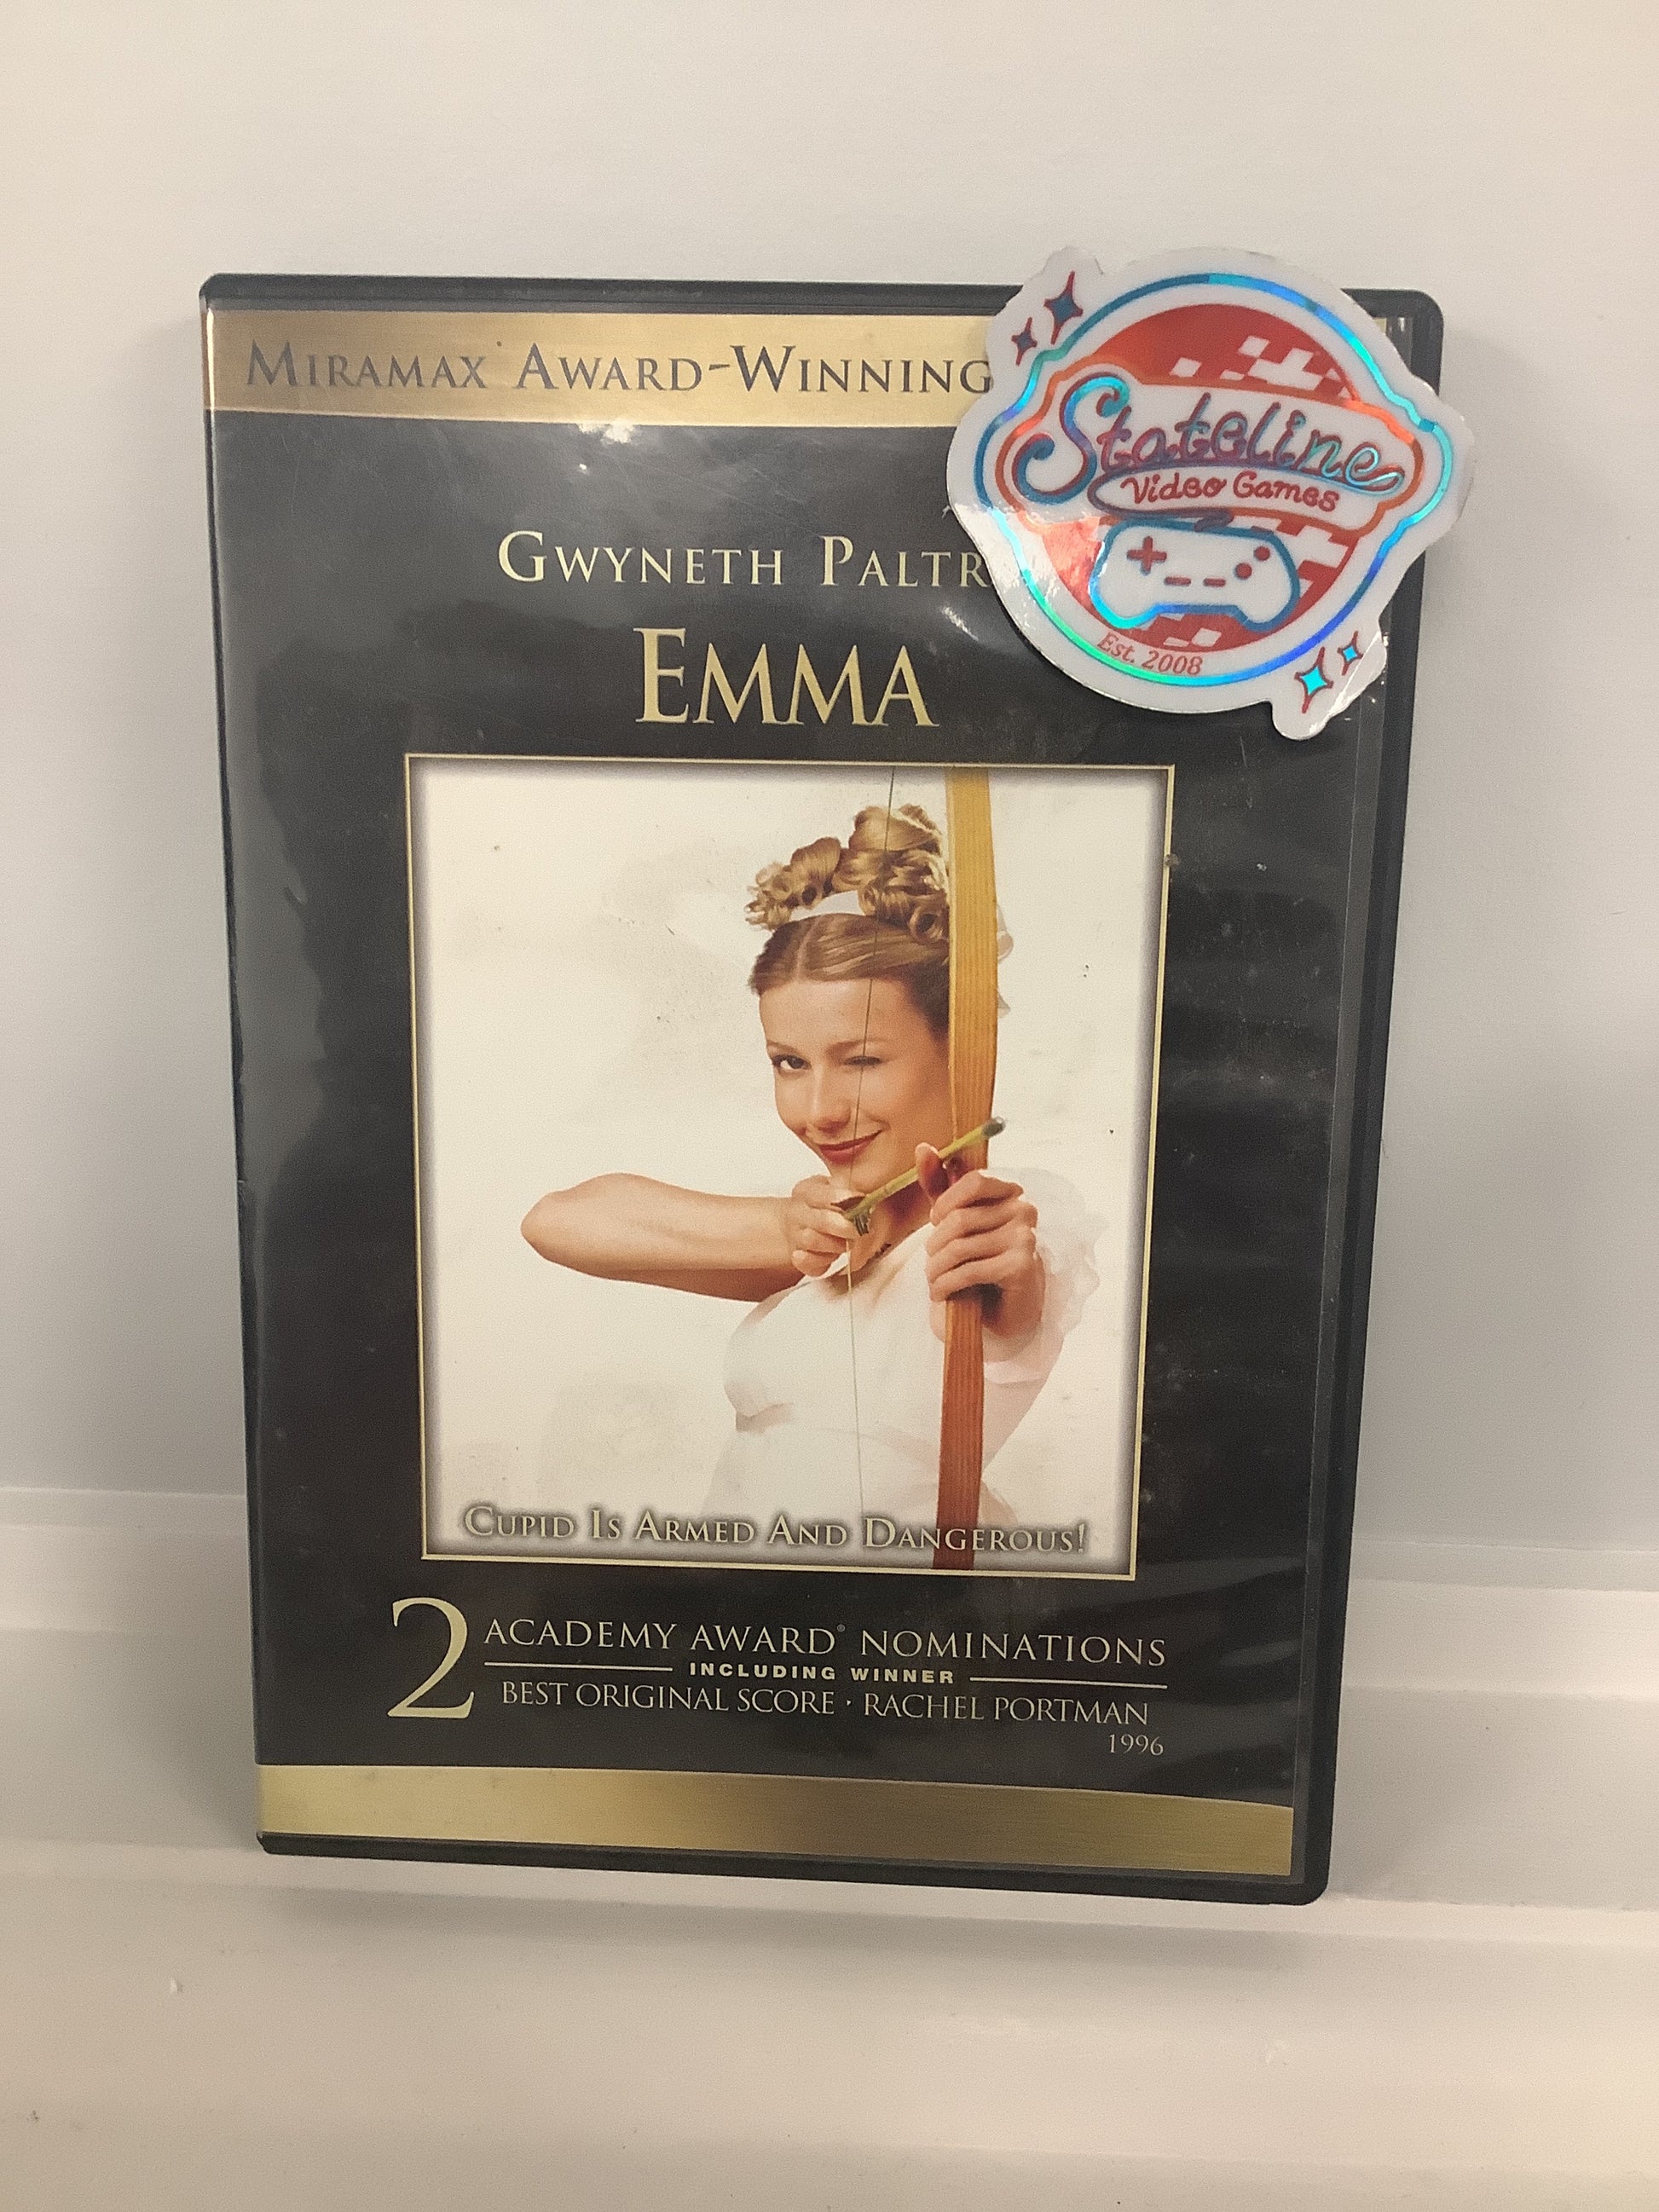 MIRAMAX AWARD-WINNING
Stateline
Video Games
Est. 2008
GWYNETH PALTR
EMMA
CUPID IS ARMED AND DANGEROUS!
2 ACADEMY AWARD® NOMINATIONS
INCLUDING WINNER
BEST ORIGINAL SCORE · RACHEL PORTMAN
1996